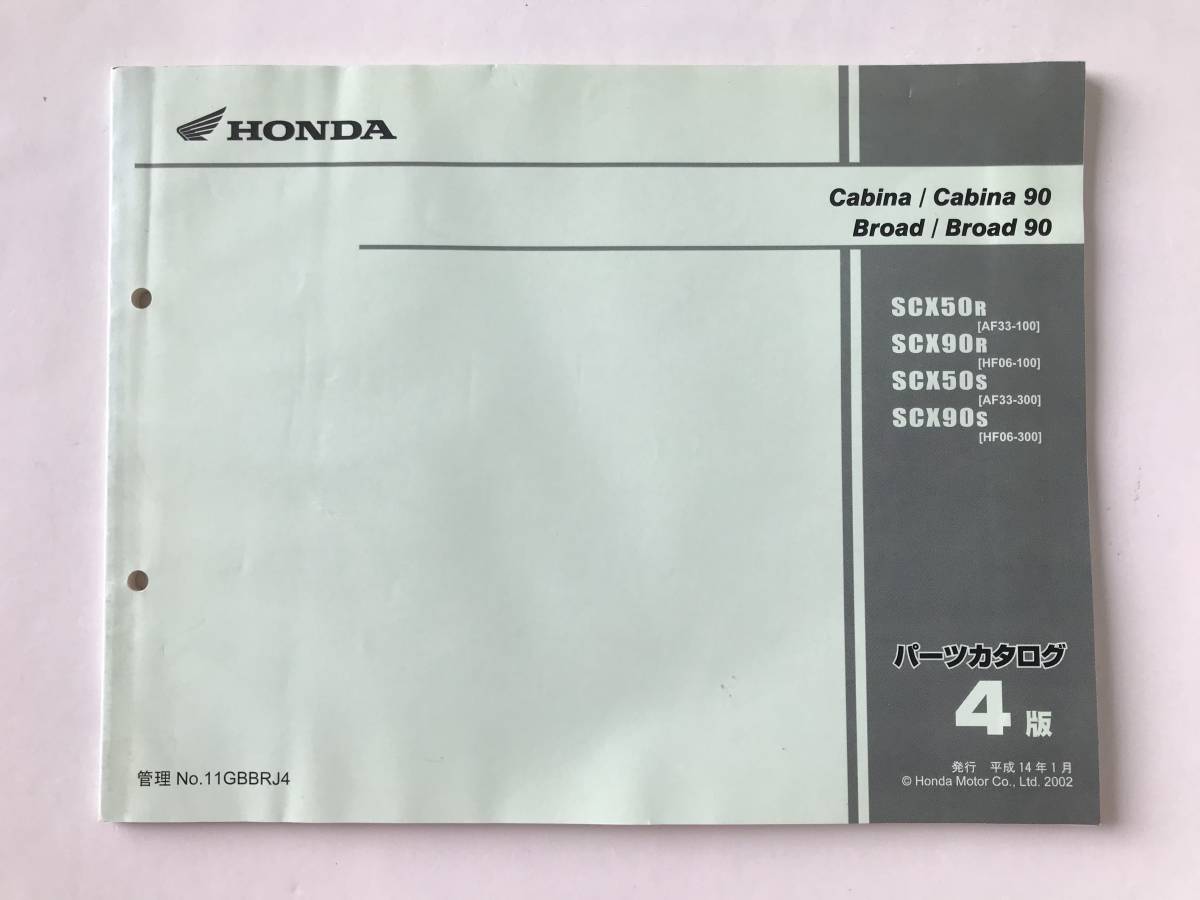 HONDA
Cabina / Cabina 90
Broad / Broad 90
SCX50R
[AF33-100]
SCX90R
[HF06-100]
SCX50S
[AF33-300]
SCX90S
[HF06-300]
パーツカタログ
4 版
発行 平成 14 年 1 月
© Honda Motor Co., Ltd. 2002
管理 No.11GBBRJ4